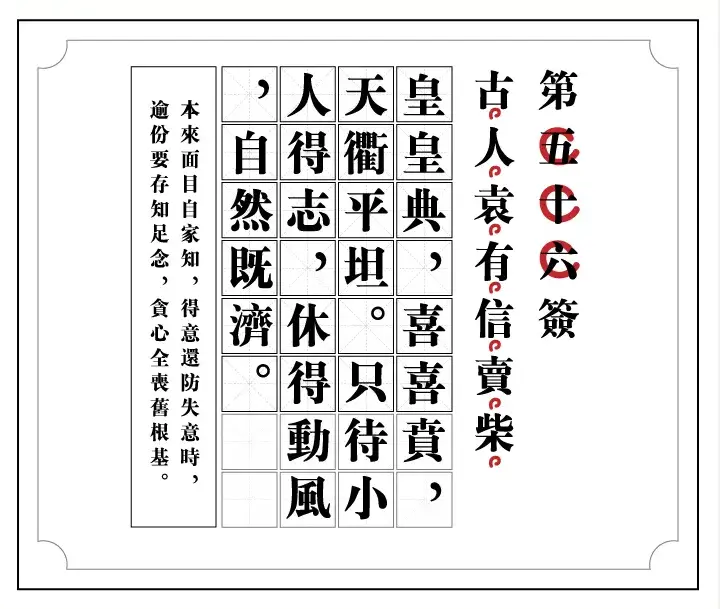 第五十六簽
古人袁有信賣柴
皇皇典，喜喜賁，
天衢平坦。只待小
人得志，休得動風
，自然既濟。
本來面目自家知，得意還防失意時，
逾份要存知足念，貪心全喪舊根基。